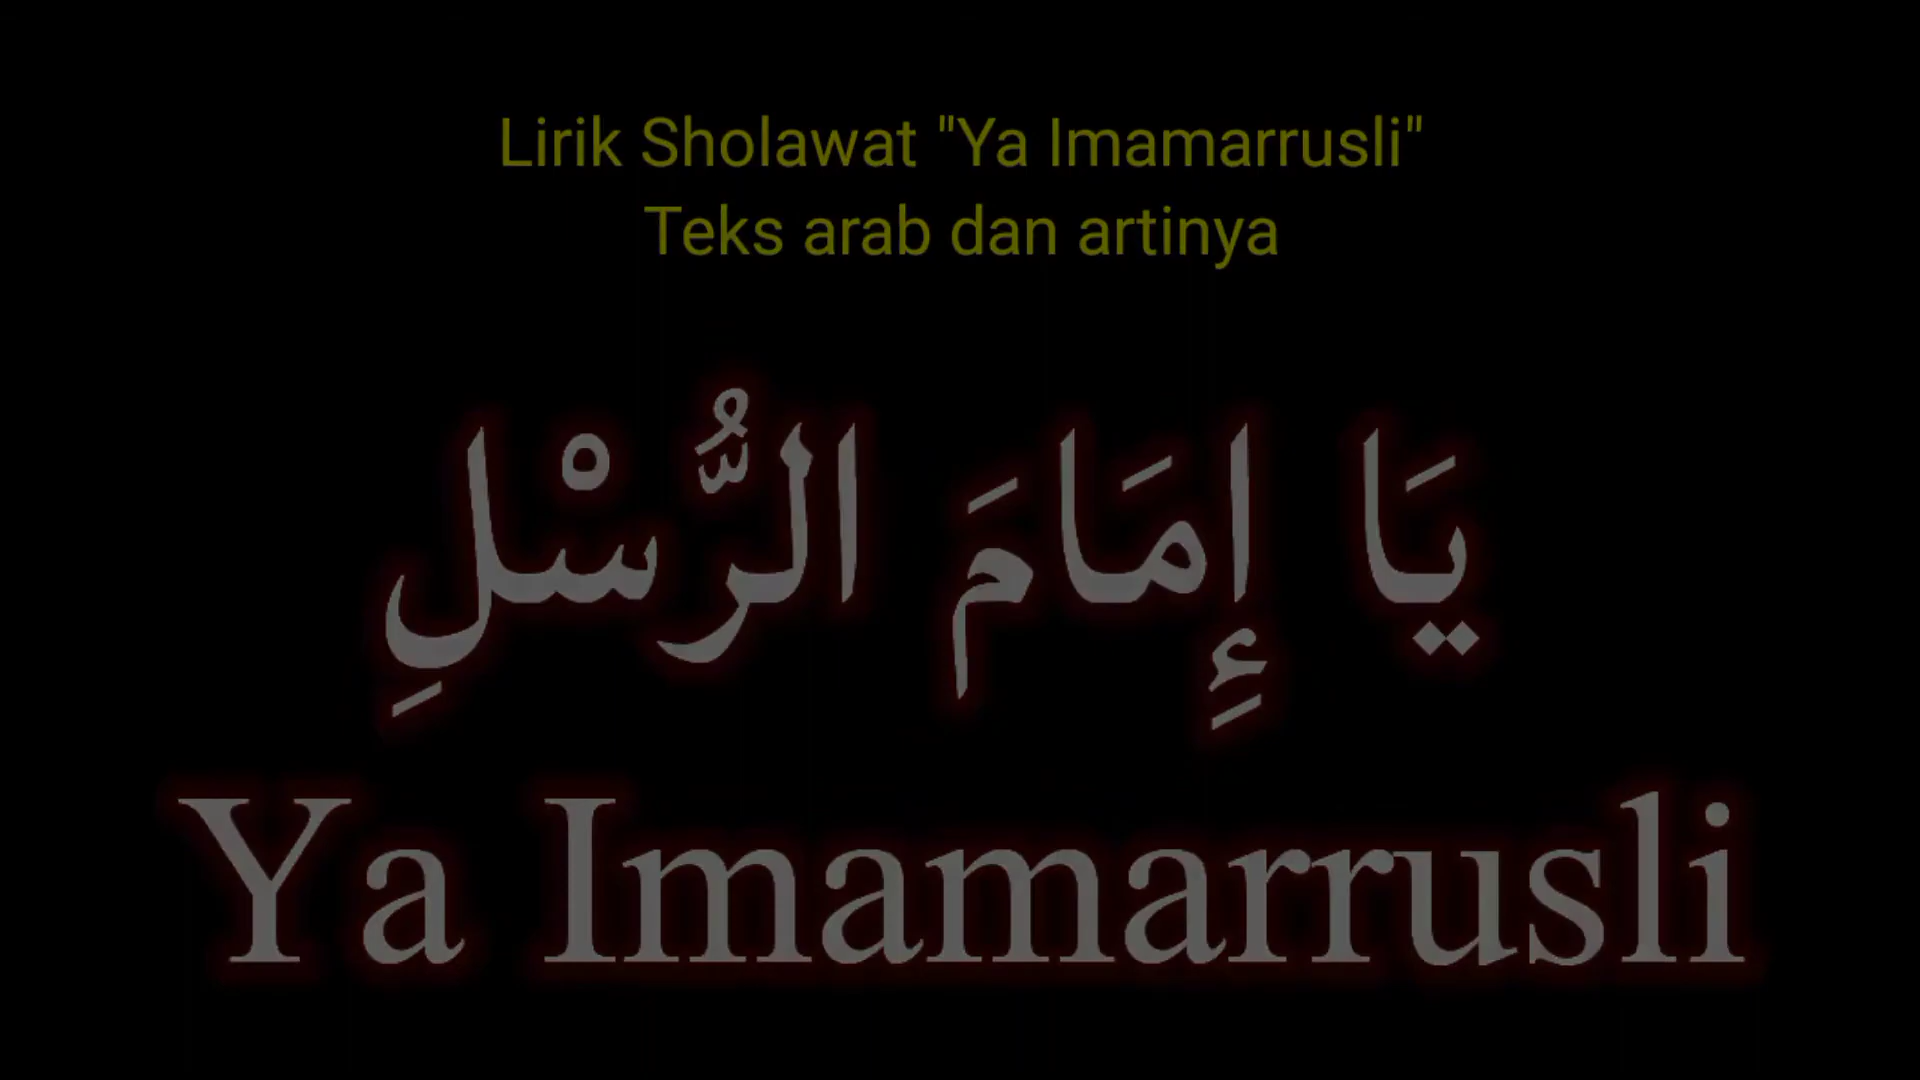 Lirik Sholawat "Ya Imamarrusli"
Teks arab dan artinya
يَا إِمَامَ الرُّسْلِ
Ya Imamarrusli